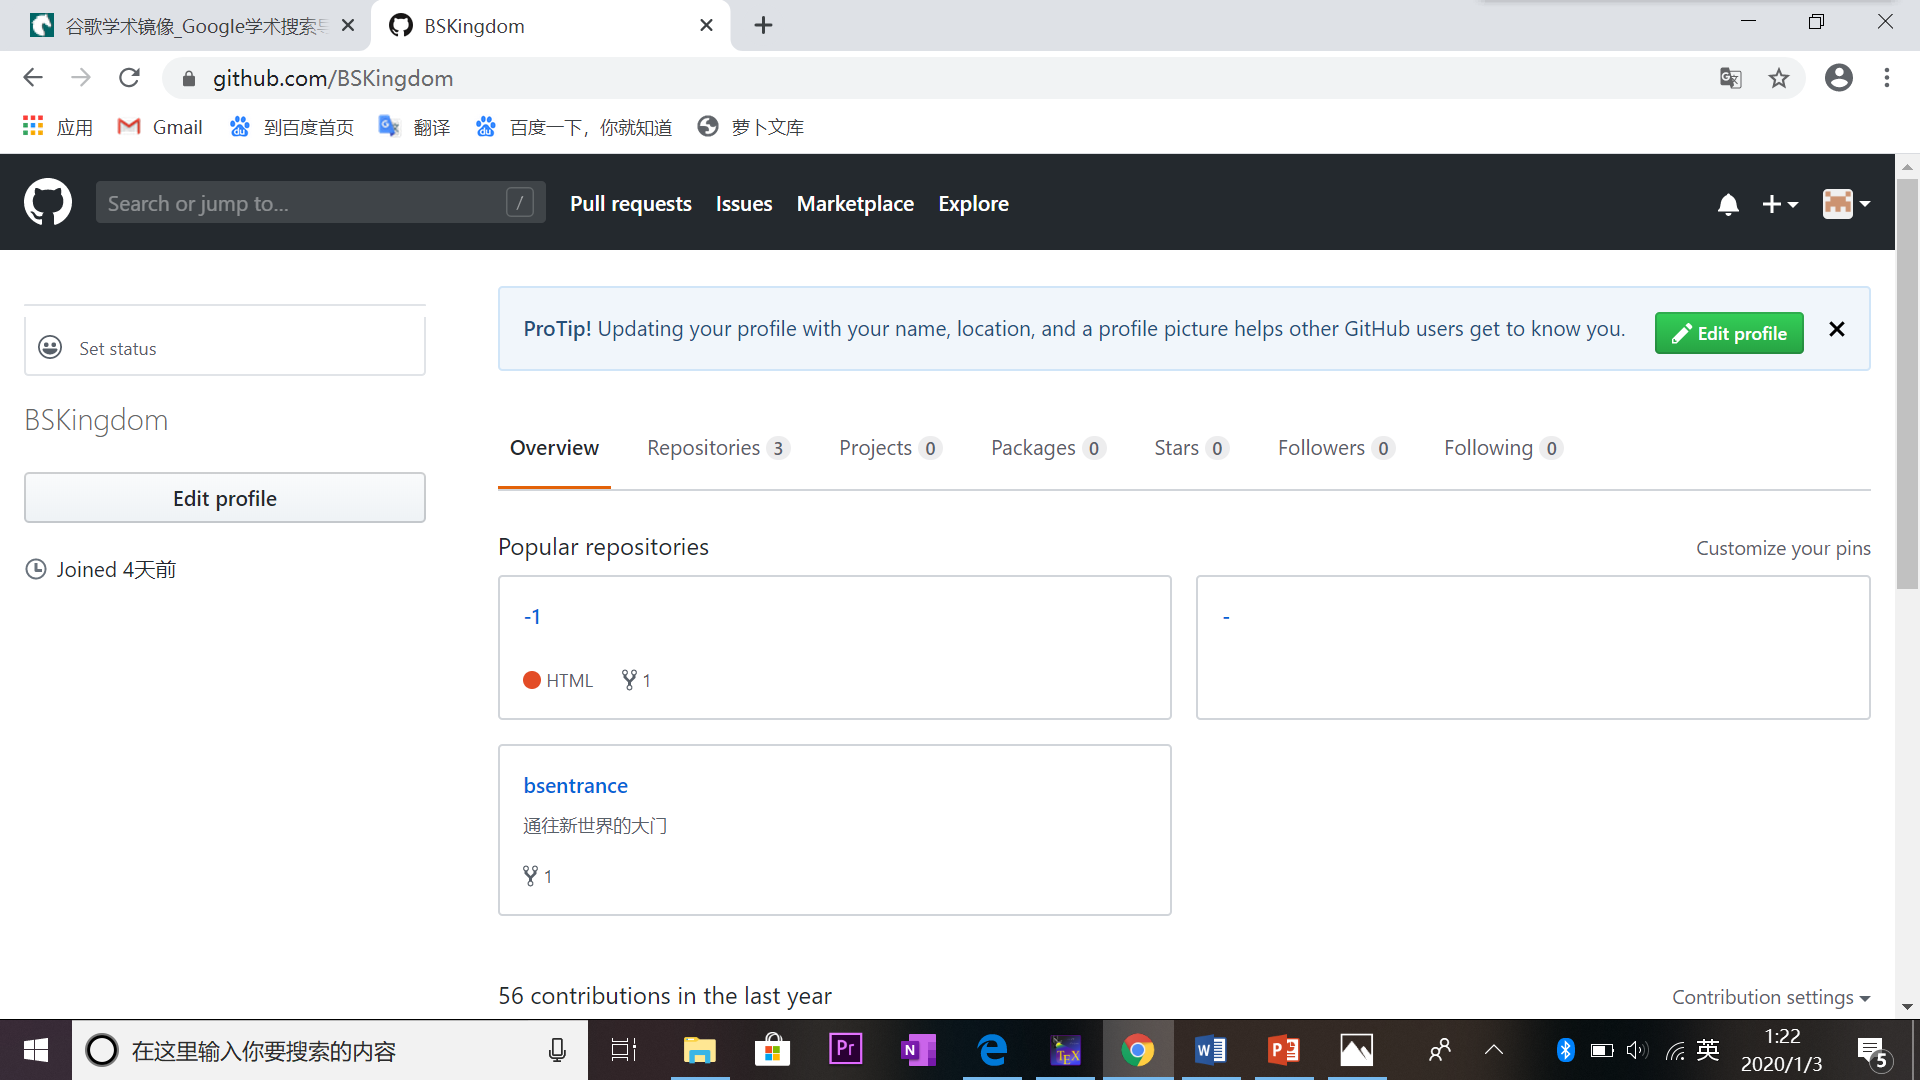 谷歌学术镜像_Google学术搜索导
BSKingdom
github.com/BSKingdom
应用
Gmail
到百度首页
翻译
百度一下，你就知道
萝卜文库
Search or jump to...
/
Pull requests
Issues
Marketplace
Explore
ProTip! Updating your profile with your name, location, and a profile picture helps other GitHub users get to know you.
Edit profile
Set status
BSKingdom
Edit profile
Joined 4天前
Overview
Repositories 3
Projects 0
Packages 0
Stars 0
Followers 0
Following 0
Popular repositories
Customize your pins
-1
HTML 1
-
bsentrance
通往新世界的大门
1
56 contributions in the last year
Contribution settings
在这里输入你要搜索的内容
Pr
N
TEX
W
P
英
1:22
2020/1/3
5